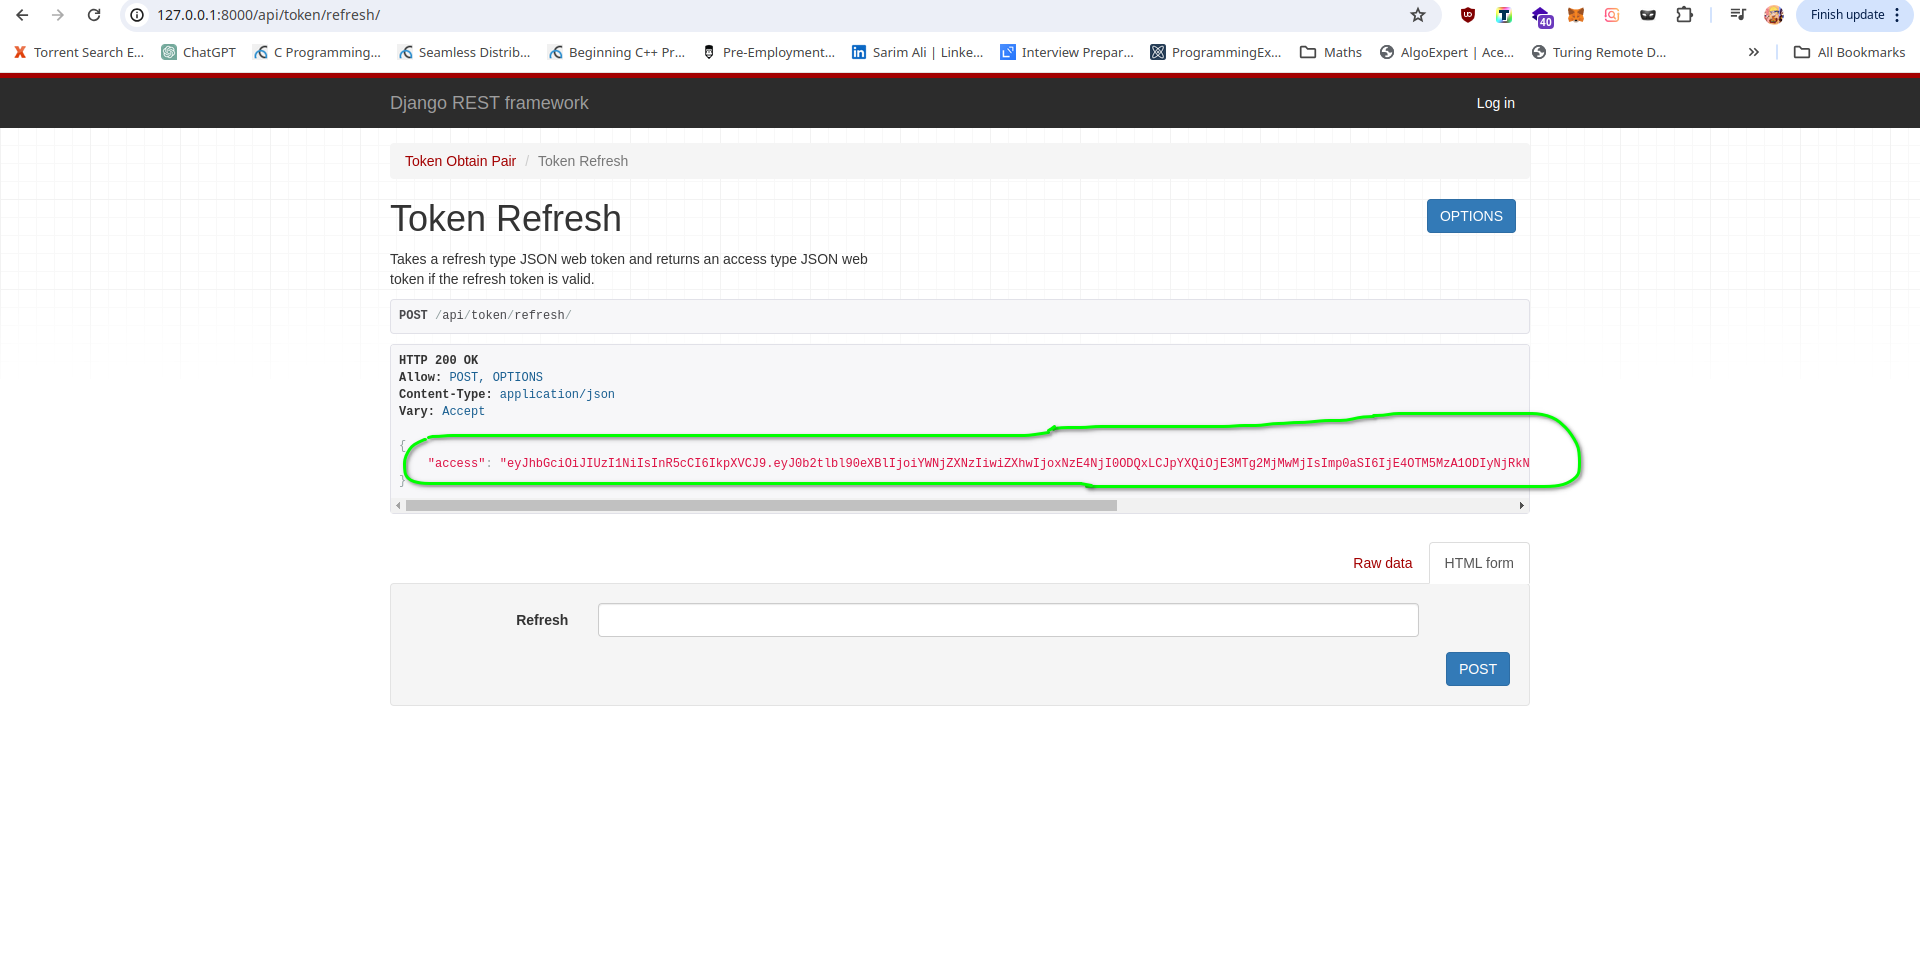 127.0.0.1:8000/api/token/refresh/
40
Finish update
Torrent Search E...
ChatGPT
C Programming...
Seamless Distrib...
Beginning C++ Pr...
Pre-Employment...
Sarim Ali | Linke...
Interview Prepar...
ProgrammingEx...
Maths
AlgoExpert | Ace...
Turing Remote D...
»
All Bookmarks
Django REST framework
Log in
Token Obtain Pair / Token Refresh
Token Refresh
OPTIONS
Takes a refresh type JSON web token and returns an access type JSON web
token if the refresh token is valid.
POST /api/token/refresh/
HTTP 200 OK
Allow: POST, OPTIONS
Content-Type: application/json
Vary: Accept
{
"access": "eyJhbGciOiJIUzI1NiIsInR5cCI6IkpXVCJ9.eyJ0b2tlbl90eXBlIjoiYWNjZXNzIiwiZXhwIjoxNzE4NjI0ODQxLCJpYXQiOjE3MTg2MjMwMjIsImp0aSI6IjE4OTM5MzA1ODIyNjRkN
}
Raw data
HTML form
Refresh
POST